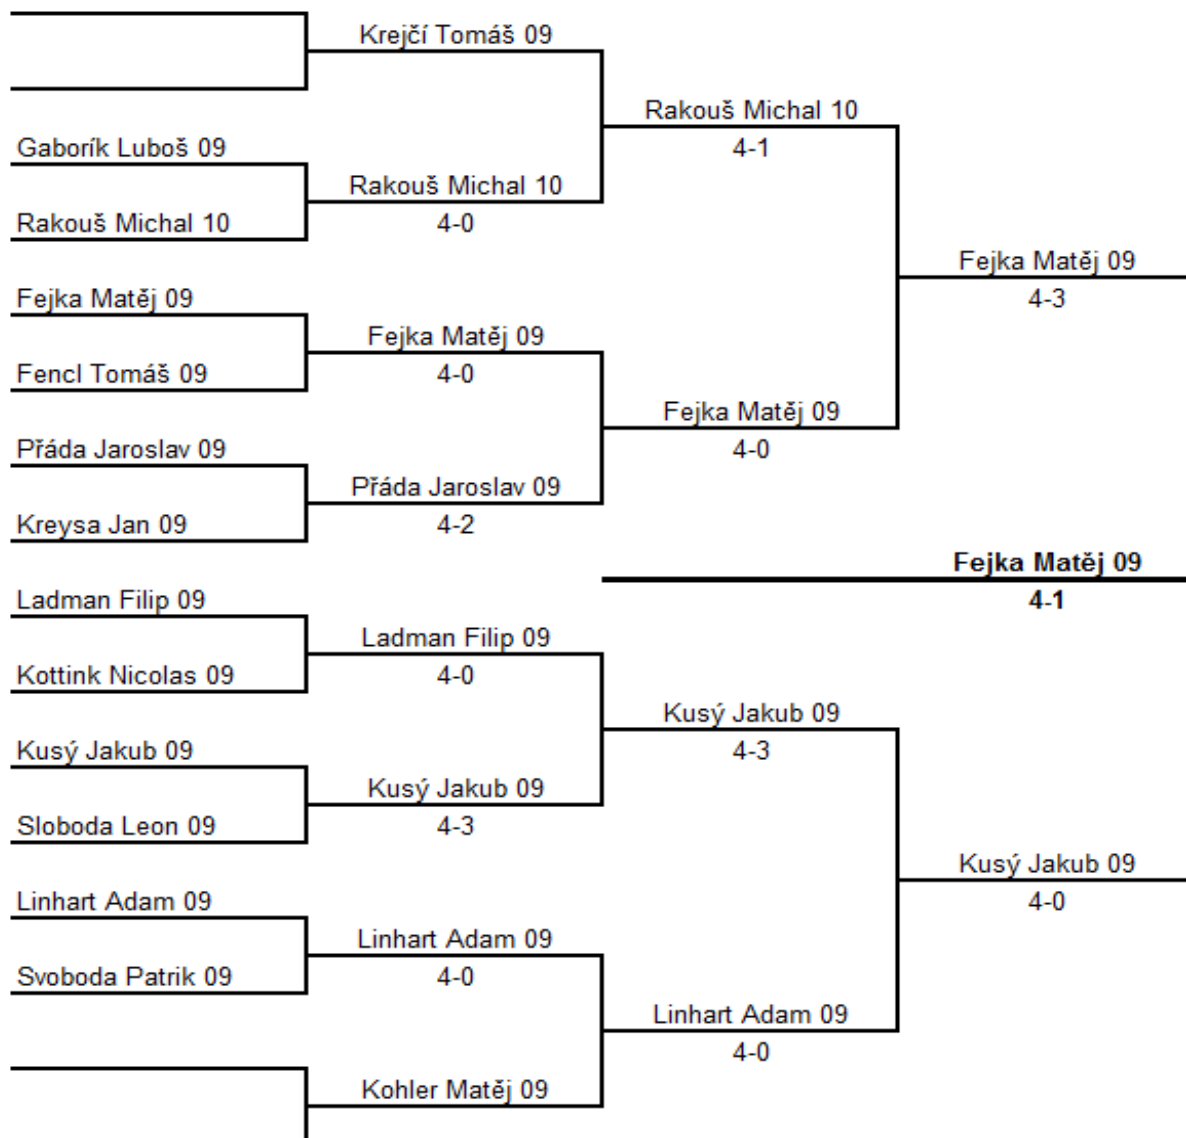 Krejčí Tomáš 09
Rakouš Michal 10
4-1
Gaborík Luboš 09
Rakouš Michal 10
4-0
Rakouš Michal 10
Fejka Matěj 09
4-3
Fejka Matěj 09
Fejka Matěj 09
4-0
Fencl Tomáš 09
Fejka Matěj 09
4-0
Přáda Jaroslav 09
Přáda Jaroslav 09
4-2
Kreysa Jan 09
Fejka Matěj 09
4-1
Ladman Filip 09
Ladman Filip 09
4-0
Kottink Nicolas 09
Kusý Jakub 09
4-3
Kusý Jakub 09
Kusý Jakub 09
4-3
Sloboda Leon 09
Kusý Jakub 09
4-0
Linhart Adam 09
Linhart Adam 09
4-0
Svoboda Patrik 09
Linhart Adam 09
4-0
Kohler Matěj 09